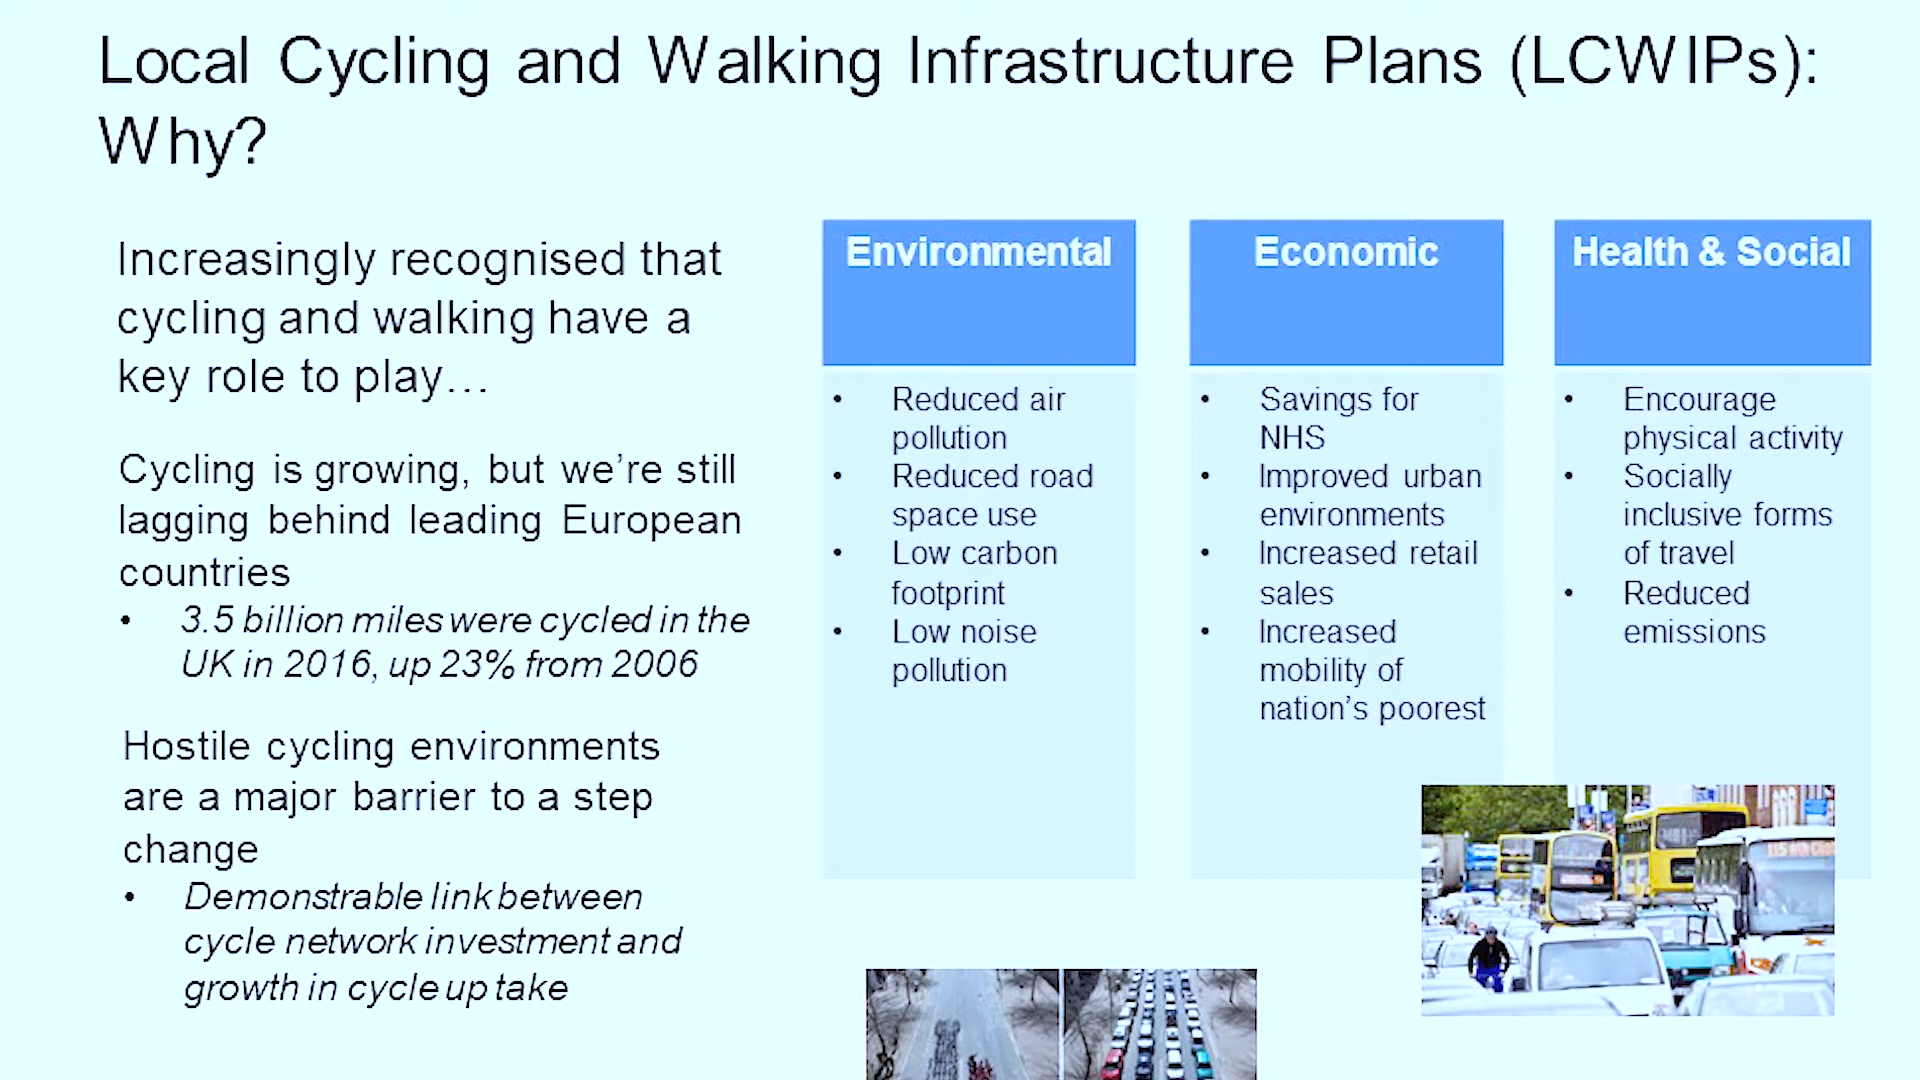 Local Cycling and Walking Infrastructure Plans (LCWIPs):
Why?
Increasingly recognised that
cycling and walking have a
key role to play…
Cycling is growing, but we’re still
lagging behind leading European
countries
• 3.5 billion miles were cycled in the
UK in 2016, up 23% from 2006
Hostile cycling environments
are a major barrier to a step
change
• Demonstrable link between
cycle network investment and
growth in cycle up take
Environmental
• Reduced air
pollution
• Reduced road
space use
• Low carbon
footprint
• Low noise
pollution
Economic
• Savings for
NHS
• Improved urban
environments
• Increased retail
sales
• Increased
mobility of
nation’s poorest
Health & Social
• Encourage
physical activity
• Socially
inclusive forms
of travel
• Reduced
emissions